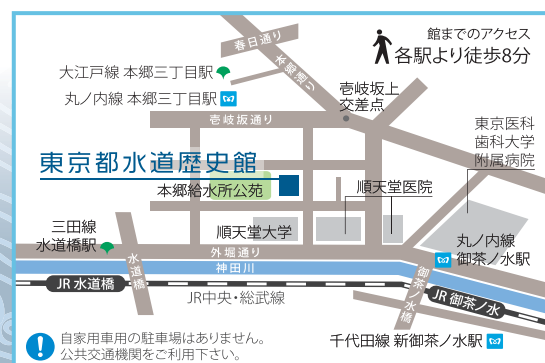 館までのアクセス
各駅より徒歩8分
春日通り
本郷通り
大江戸線 本郷三丁目駅
丸ノ内線 本郷三丁目駅
壱岐坂上
交差点
壱岐坂通り
東京医科
歯科大学
附属病院
東京都水道歴史館
本郷給水所公苑
順天堂医院
三田線
水道橋駅
順天堂大学
丸ノ内線
御茶ノ水駅
外堀通り
神田川
水道橋
御茶ノ水橋
JR 水道橋
JR中央・総武線
JR 御茶ノ水
自家用車用の駐車場はありません。
公共交通機関をご利用下さい。
千代田線 新御茶ノ水駅